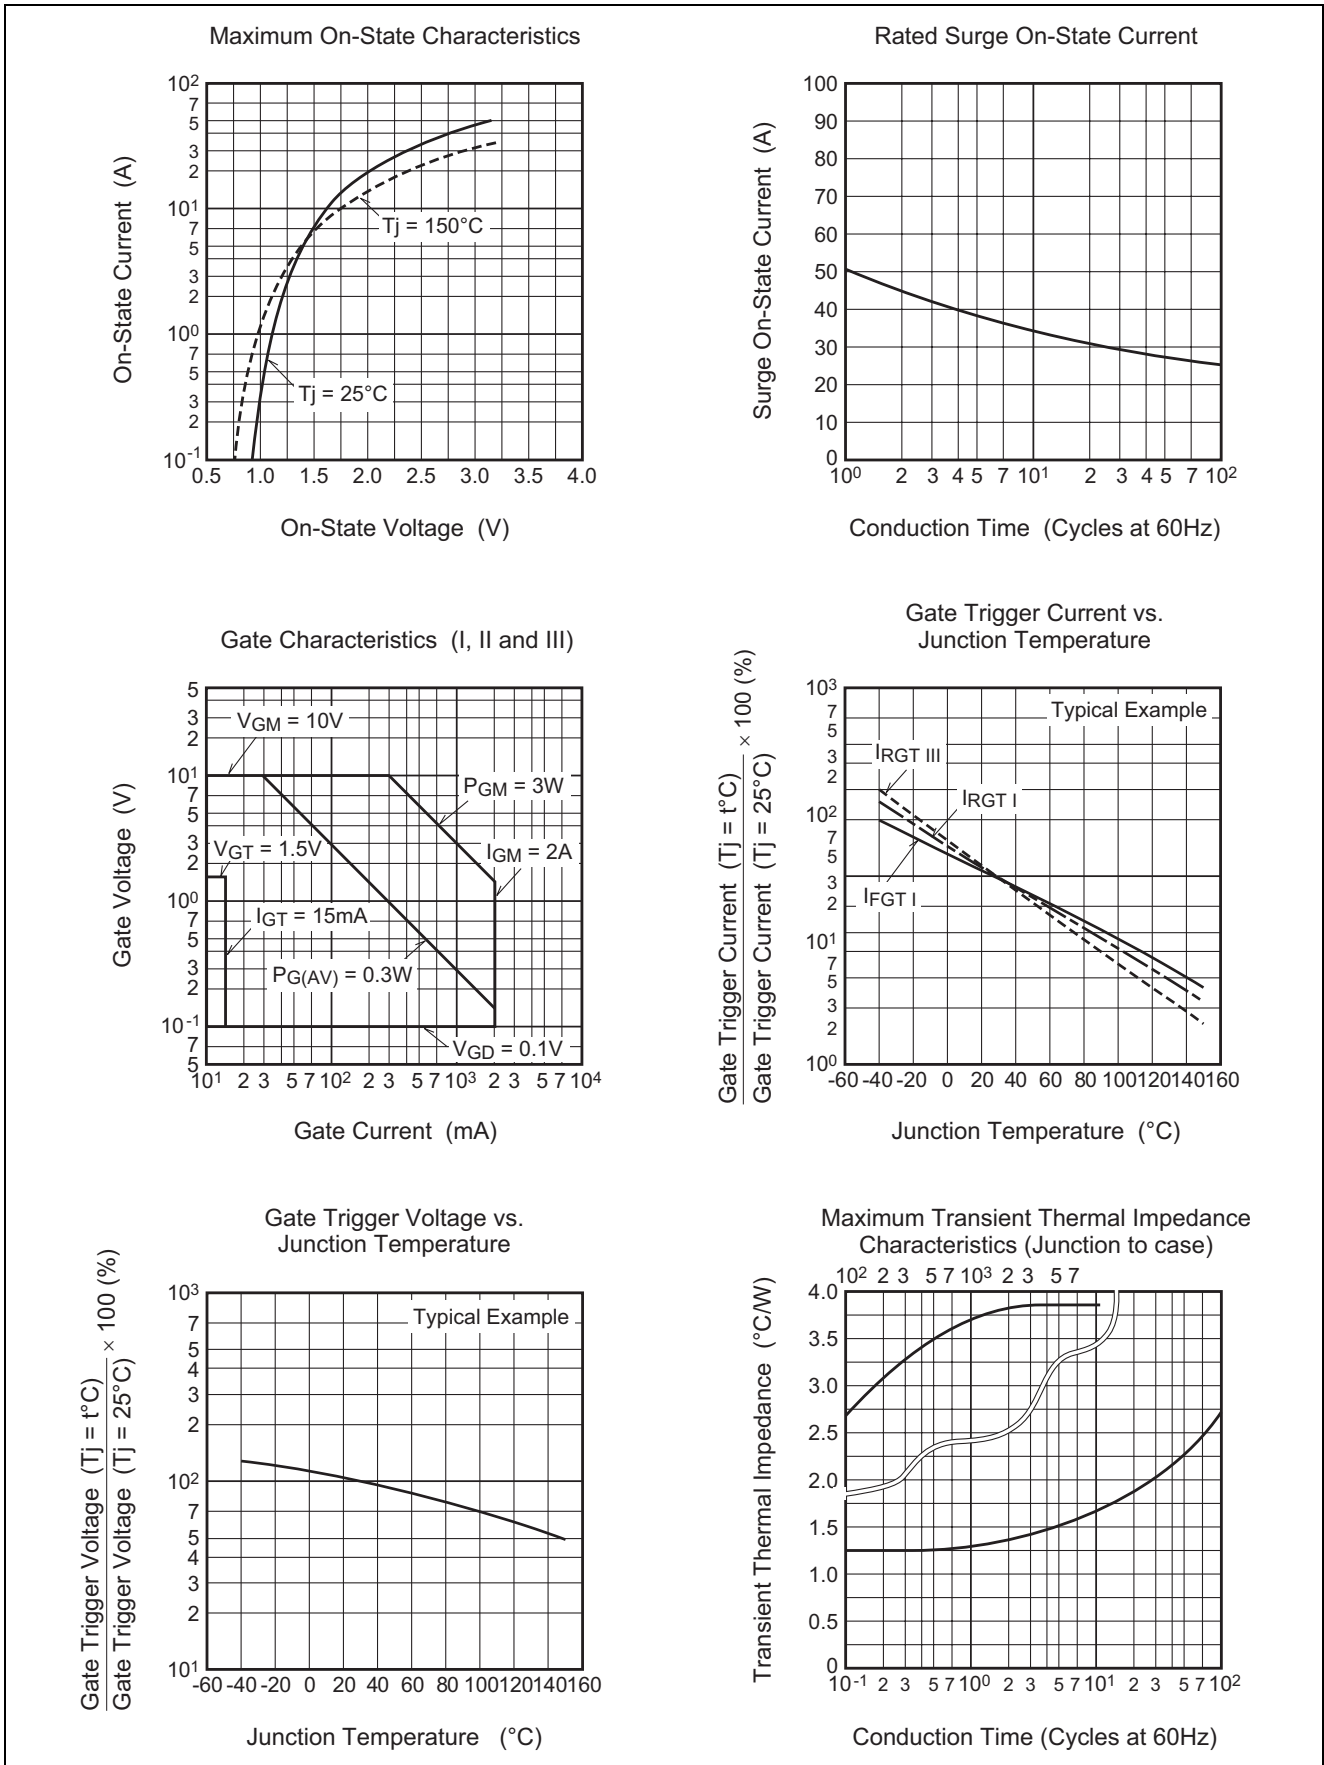 Maximum On-State Characteristics
On-State Current (A)
10² 7 5 3 2 10¹ 7 5 3 2 10⁰ 7 5 3 2 10⁻¹
Tj = 150°C
Tj = 25°C
0.5 1.0 1.5 2.0 2.5 3.0 3.5 4.0
On-State Voltage (V)
Rated Surge On-State Current
Surge On-State Current (A)
100 90 80 70 60 50 40 30 20 10 0
10⁰ 2 3 4 5 7 10¹ 2 3 4 5 7 10²
Conduction Time (Cycles at 60Hz)
Gate Characteristics (I, II and III)
Gate Voltage (V)
5 3 2 10¹ 7 5 3 2 10⁰ 7 5 3 2 10⁻¹ 7 5
VGM = 10V
PGM = 3W
VGT = 1.5V
IGM = 2A
IGT = 15mA
PG(AV) = 0.3W
VGD = 0.1V
10¹ 2 3 5 7 10² 2 3 5 7 10³ 2 3 5 7 10⁴
Gate Current (mA)
Gate Trigger Current vs.
Junction Temperature
Gate Trigger Current (Tj = t°C)
Gate Trigger Current (Tj = 25°C)
× 100 (%)
10³ 7 5 3 2 10² 7 5 3 2 10¹ 7 5 3 2 10⁰
Typical Example
IRGT III
IRGT I
IFGT I
-60 -40 -20 0 20 40 60 80 100 120 140 160
Junction Temperature (°C)
Gate Trigger Voltage vs.
Junction Temperature
Gate Trigger Voltage (Tj = t°C)
Gate Trigger Voltage (Tj = 25°C)
× 100 (%)
10³ 7 5 4 3 2 10² 7 5 4 3 2 10¹
Typical Example
-60 -40 -20 0 20 40 60 80 100 120 140 160
Junction Temperature (°C)
Maximum Transient Thermal Impedance
Characteristics (Junction to case)
10² 2 3 5 7 10³ 2 3 5 7
Transient Thermal Impedance (°C/W)
4.0 3.5 3.0 2.5 2.0 1.5 1.0 0.5 0
10⁻¹ 2 3 5 7 10⁰ 2 3 5 7 10¹ 2 3 5 7 10²
Conduction Time (Cycles at 60Hz)